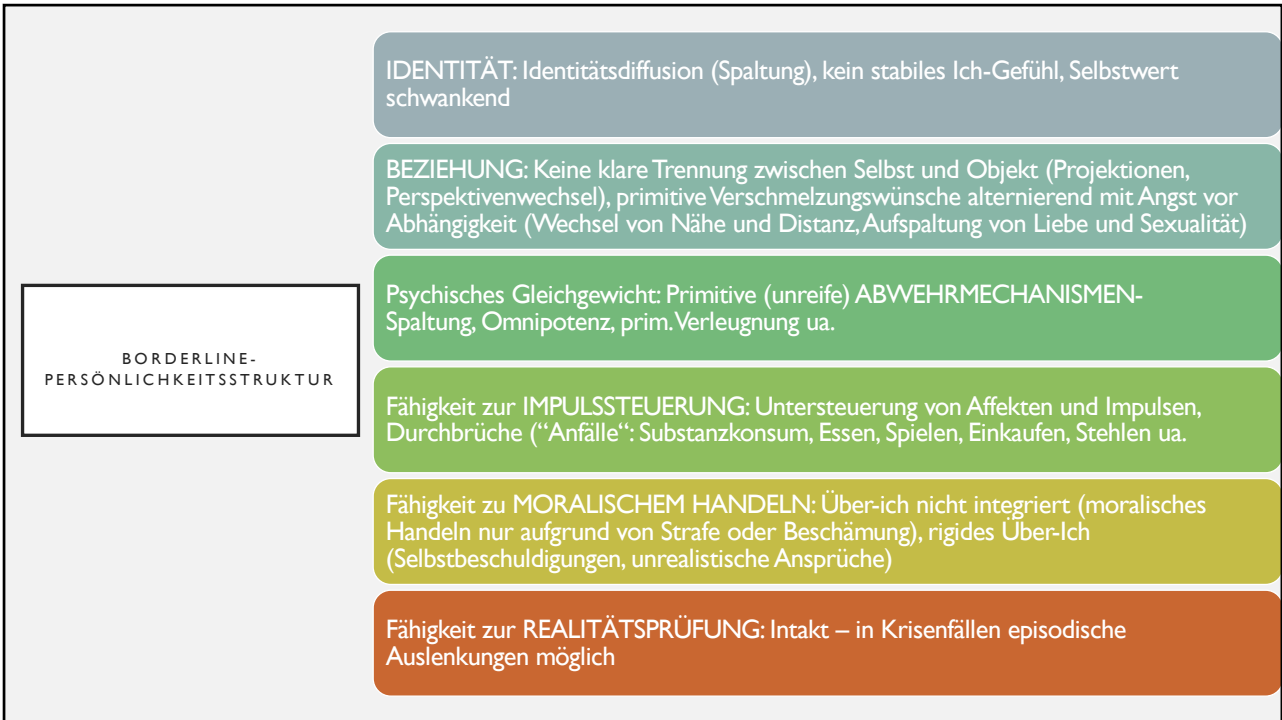 BORDERLINE-
PERSÖNLICHKEITSSTRUKTUR
IDENTITÄT: Identitätsdiffusion (Spaltung), kein stabiles Ich-Gefühl, Selbstwert
schwankend
BEZIEHUNG: Keine klare Trennung zwischen Selbst und Objekt (Projektionen,
Perspektivenwechsel), primitive Verschmelzungswünsche alternierend mit Angst vor
Abhängigkeit (Wechsel von Nähe und Distanz, Aufspaltung von Liebe und Sexualität)
Psychisches Gleichgewicht: Primitive (unreife) ABWEHRMECHANISMEN-
Spaltung, Omnipotenz, prim. Verleugnung ua.
Fähigkeit zur IMPULSSTEUERUNG: Untersteuerung von Affekten und Impulsen,
Durchbrüche (“Anfälle“: Substanzkonsum, Essen, Spielen, Einkaufen, Stehlen ua.
Fähigkeit zu MORALISCHEM HANDELN: Über-ich nicht integriert (moralisches
Handeln nur aufgrund von Strafe oder Beschämung), rigides Über-Ich
(Selbstbeschuldigungen, unrealistische Ansprüche)
Fähigkeit zur REALITÄTSPRÜFUNG: Intakt – in Krisenfällen episodische
Auslenkungen möglich